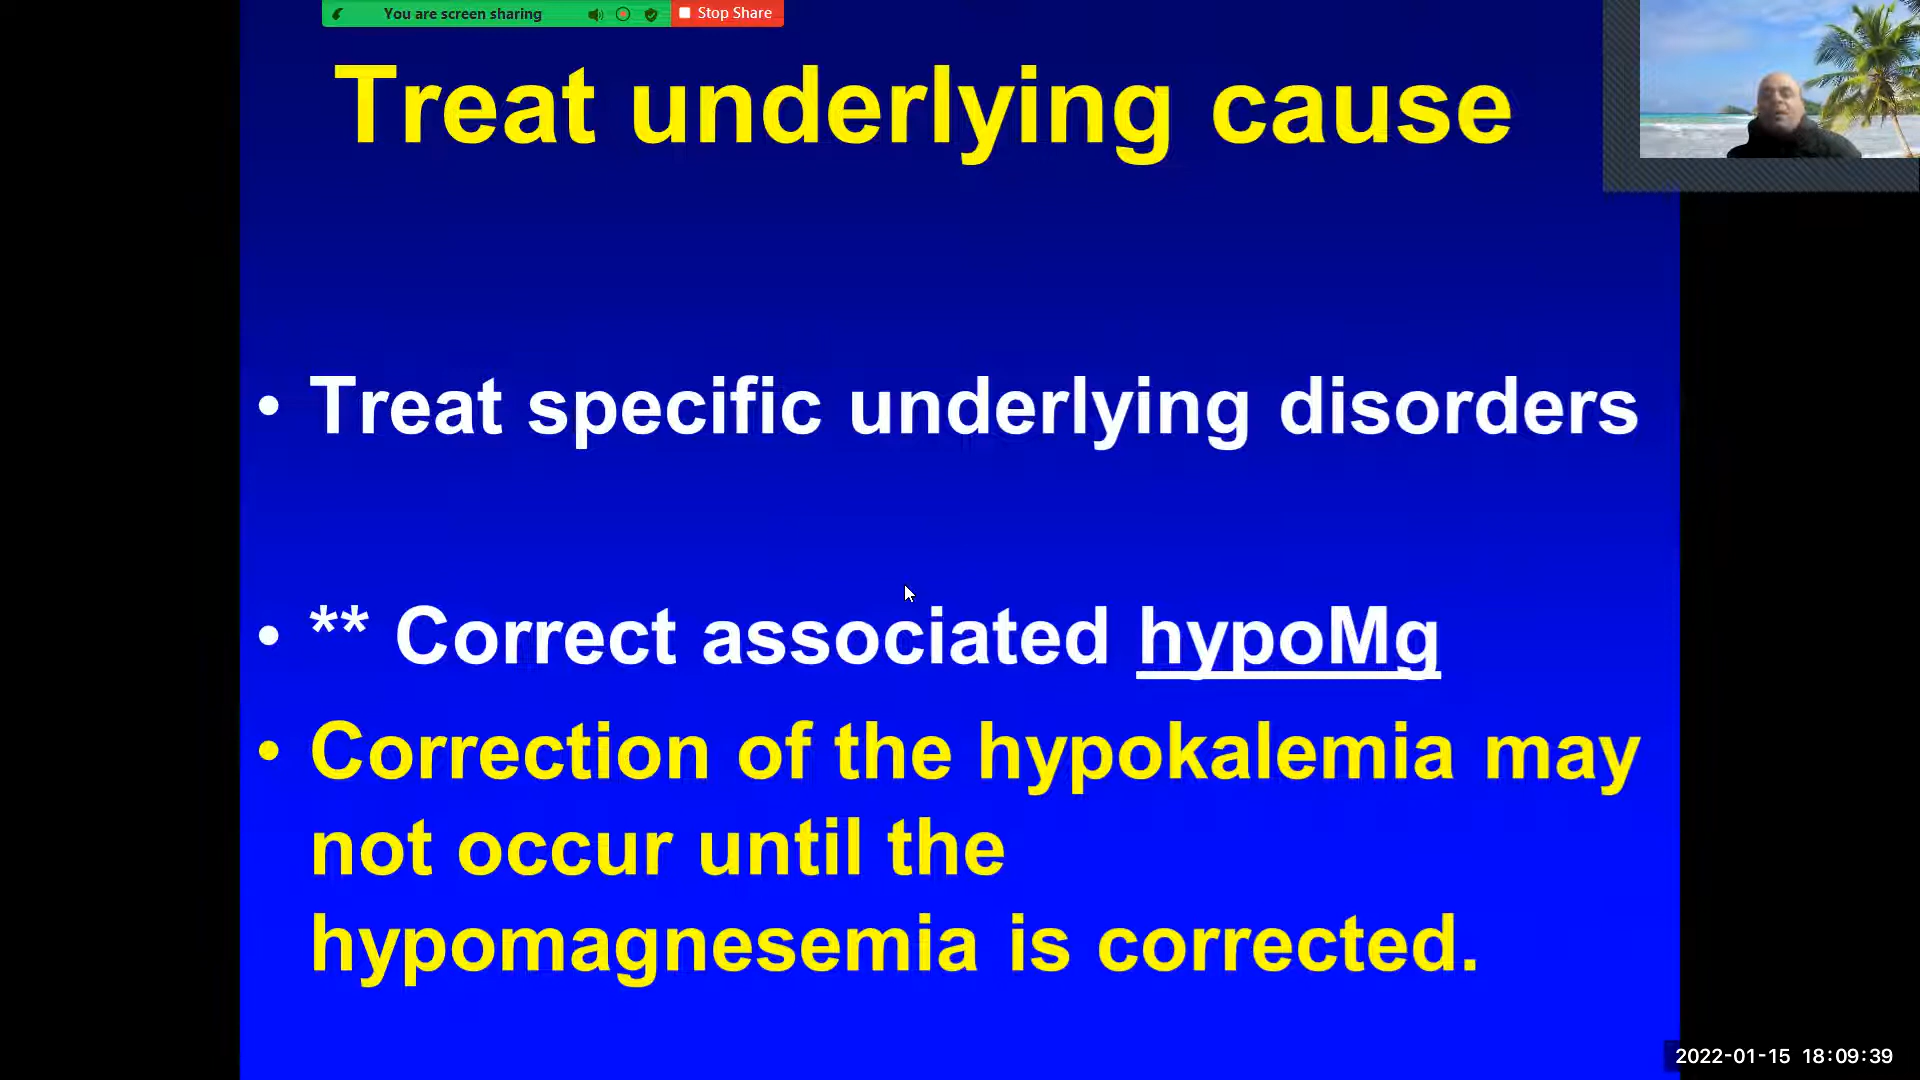 You are screen sharing
Stop Share
Treat underlying cause
• Treat specific underlying disorders
• ** Correct associated hypoMg
• Correction of the hypokalemia may
not occur until the
hypomagnesemia is corrected.
2022-01-15 18:09:39